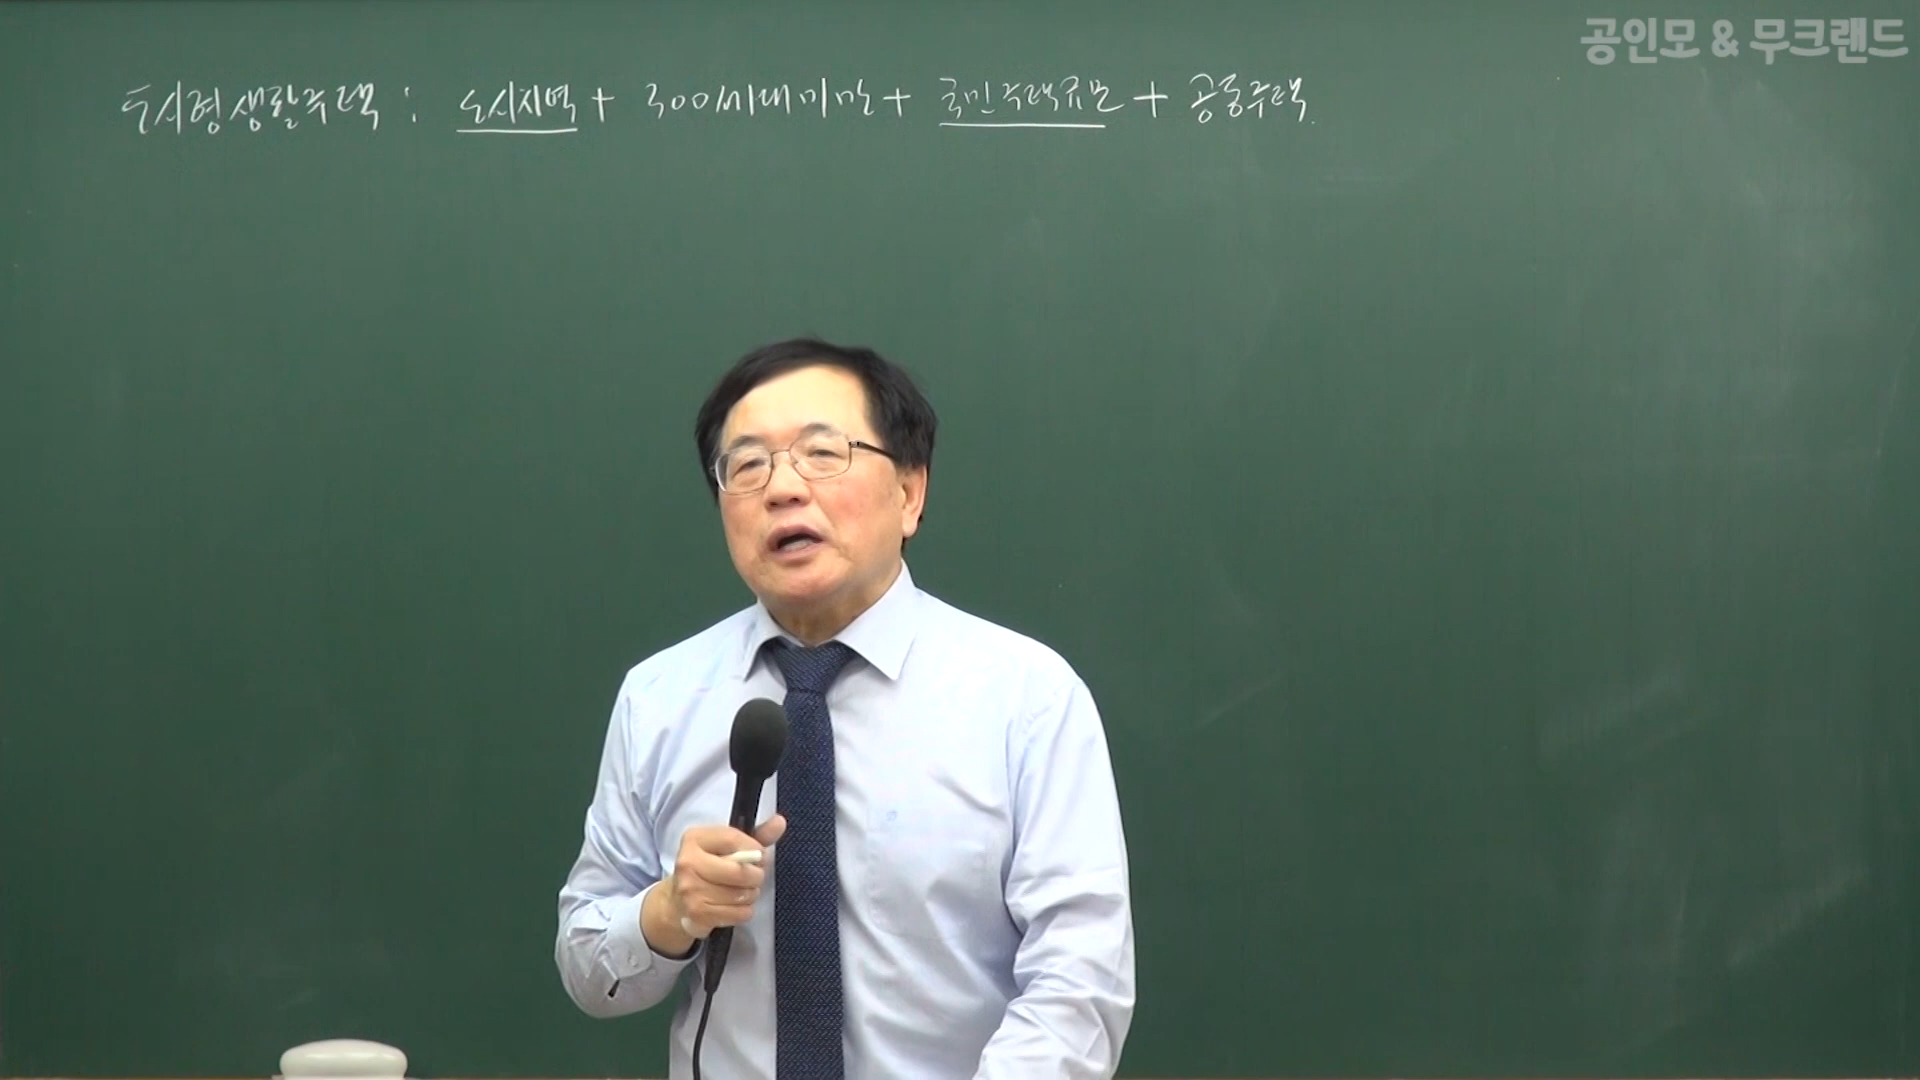 공인모 & 무크랜드
도시형생활주택 : 도시지역 + 300세대미만 + 국민주택규모 + 공동주택.